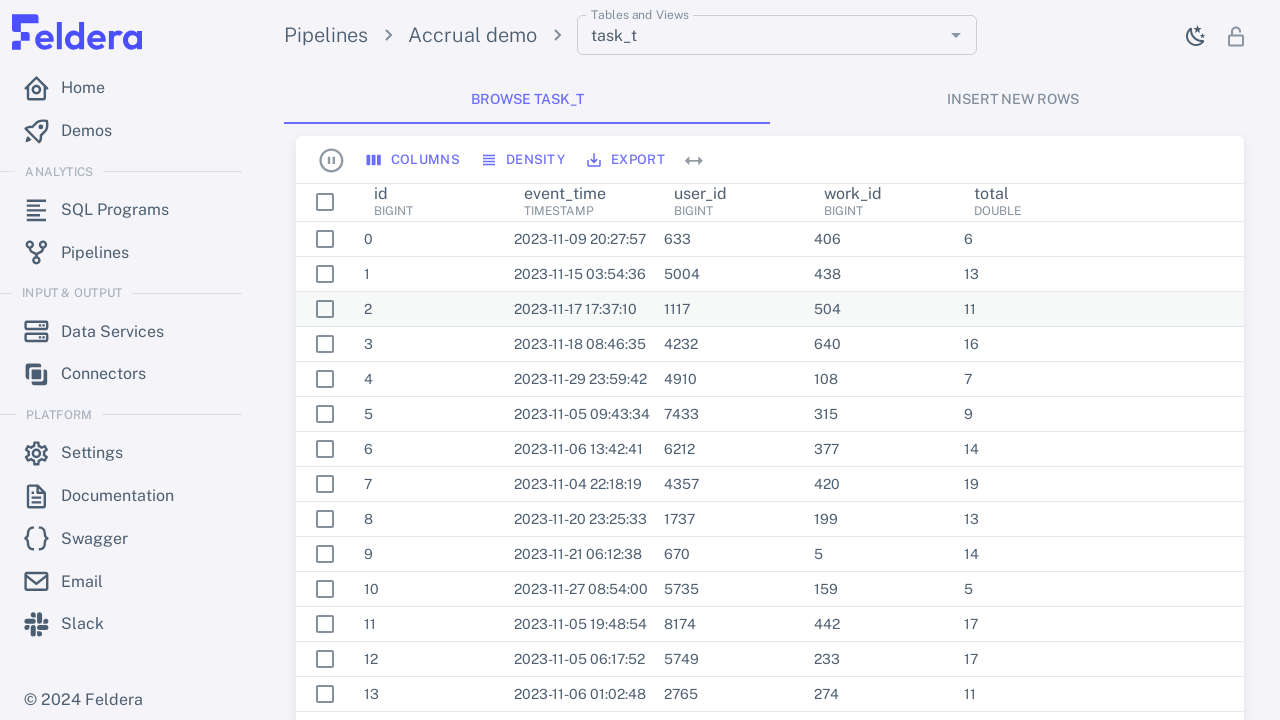 Feldera
Home
Demos
ANALYTICS
SQL Programs
Pipelines
INPUT & OUTPUT
Data Services
Connectors
PLATFORM
Settings
Documentation
Swagger
Email
Slack
© 2024 Feldera
Pipelines > Accrual demo >
Tables and Views
task_t
BROWSE TASK_T INSERT NEW ROWS
COLUMNS DENSITY EXPORT
id event_time user_id work_id total
BIGINT TIMESTAMP BIGINT BIGINT DOUBLE
0 2023-11-09 20:27:57 633 406 6
1 2023-11-15 03:54:36 5004 438 13
2 2023-11-17 17:37:10 1117 504 11
3 2023-11-18 08:46:35 4232 640 16
4 2023-11-29 23:59:42 4910 108 7
5 2023-11-05 09:43:34 7433 315 9
6 2023-11-06 13:42:41 6212 377 14
7 2023-11-04 22:18:19 4357 420 19
8 2023-11-20 23:25:33 1737 199 13
9 2023-11-21 06:12:38 670 5 14
10 2023-11-27 08:54:00 5735 159 5
11 2023-11-05 19:48:54 8174 442 17
12 2023-11-05 06:17:52 5749 233 17
13 2023-11-06 01:02:48 2765 274 11